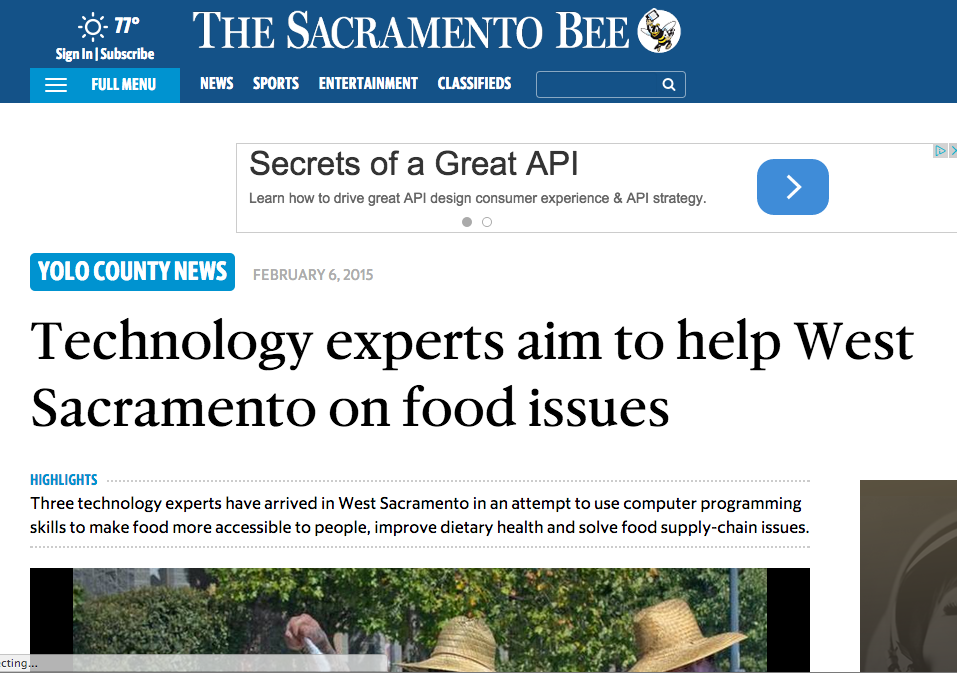 77°
Sign In | Subscribe
THE SACRAMENTO BEE
FULL MENU
NEWS SPORTS ENTERTAINMENT CLASSIFIEDS
Secrets of a Great API
Learn how to drive great API design consumer experience & API strategy.
YOLO COUNTY NEWS
FEBRUARY 6, 2015
Technology experts aim to help West
Sacramento on food issues
HIGHLIGHTS
Three technology experts have arrived in West Sacramento in an attempt to use computer programming
skills to make food more accessible to people, improve dietary health and solve food supply-chain issues.
ecting...